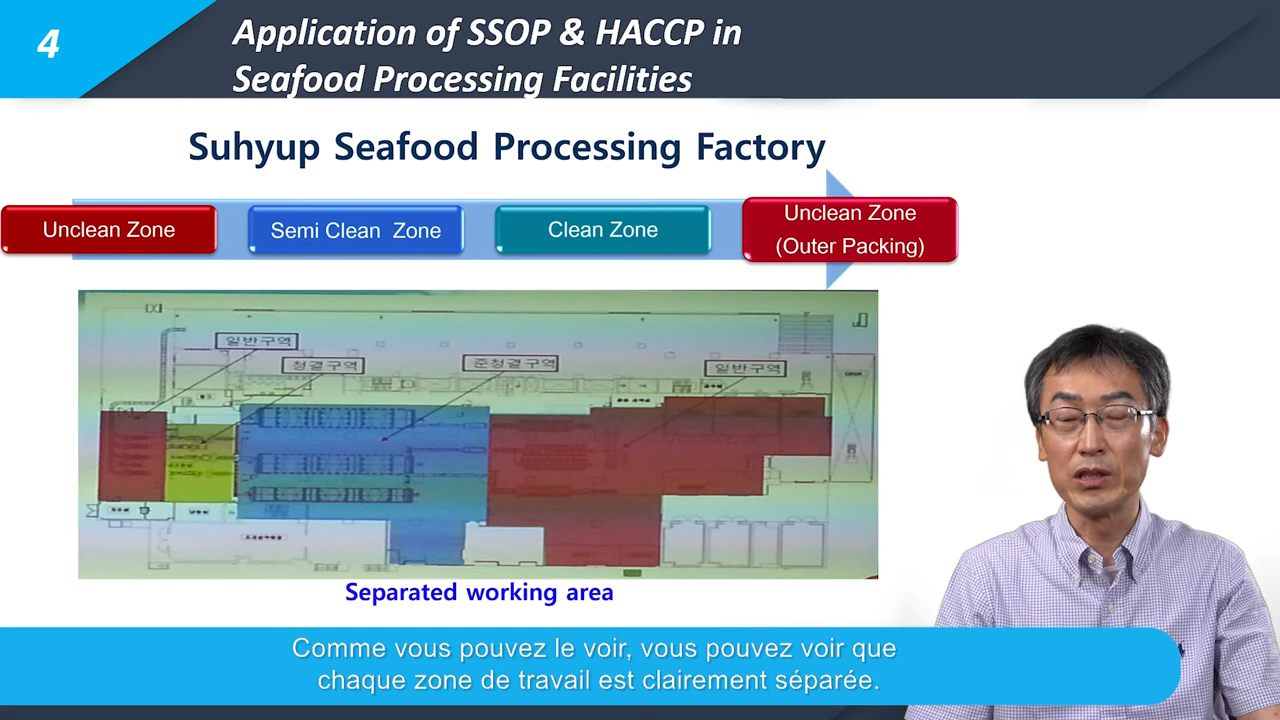 4
Application of SSOP & HACCP in
Seafood Processing Facilities
Suhyup Seafood Processing Factory
Unclean Zone
Semi Clean Zone
Clean Zone
Unclean Zone
(Outer Packing)
일반구역
청결구역
준청결구역
일반구역
Separated working area
Comme vous pouvez le voir, vous pouvez voir que
chaque zone de travail est clairement séparée.